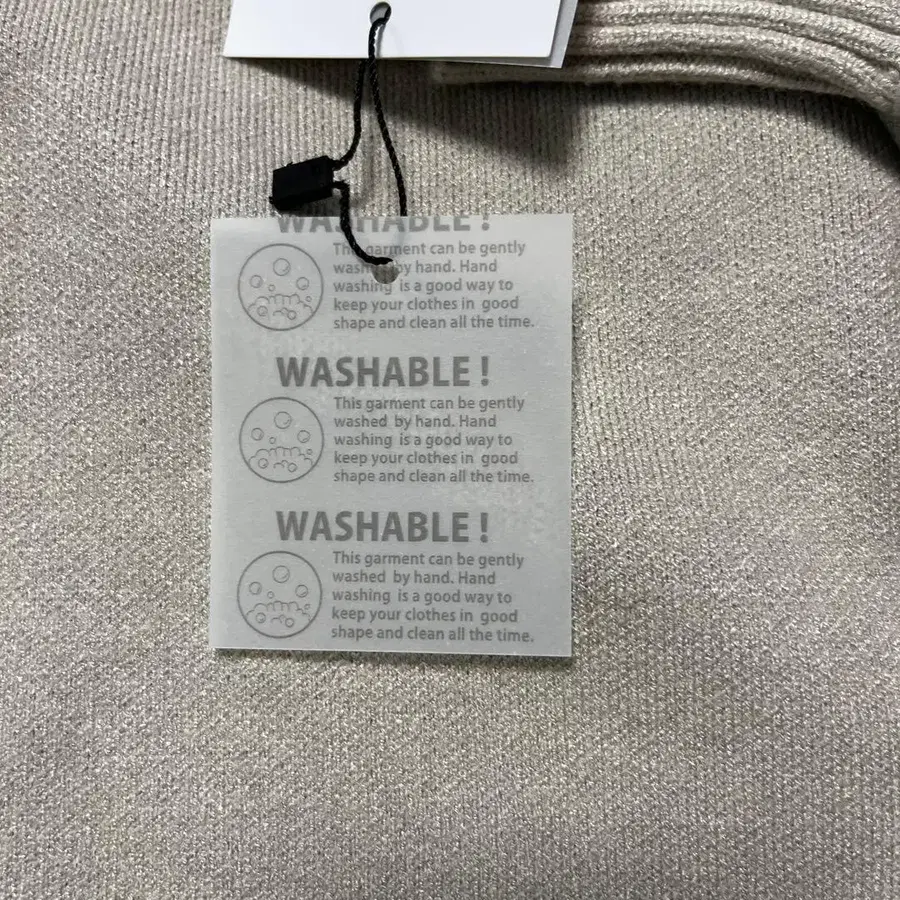 WASHABLE !
This garment can be gently
washed by hand. Hand
washing is a good way to
keep your clothes in good
shape and clean all the time.
WASHABLE !
This garment can be gently
washed by hand. Hand
washing is a good way to
keep your clothes in good
shape and clean all the time.
WASHABLE !
This garment can be gently
washed by hand. Hand
washing is a good way to
keep your clothes in good
shape and clean all the time.